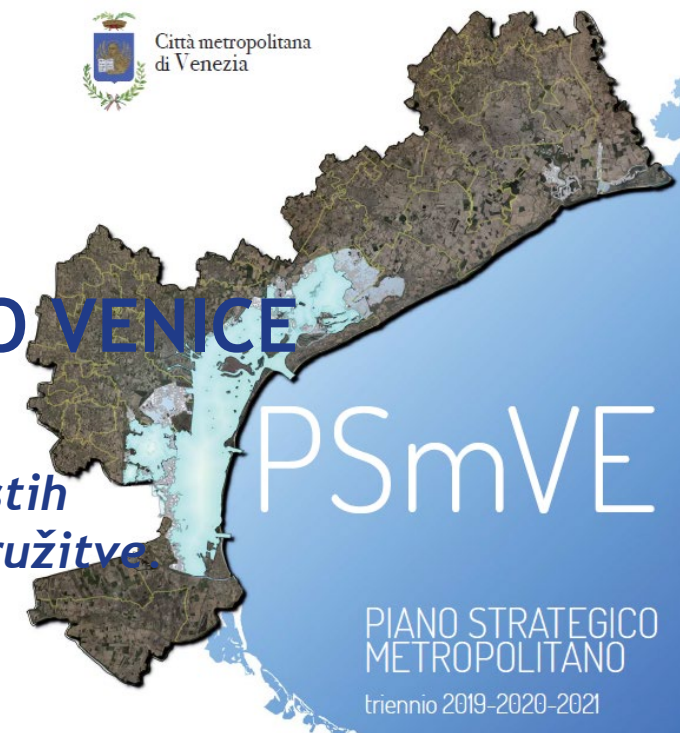 Città metropolitana
di Venezia
VENICE
PSmVE
PIANO STRATEGICO
METROPOLITANO
triennio 2019-2020-2021